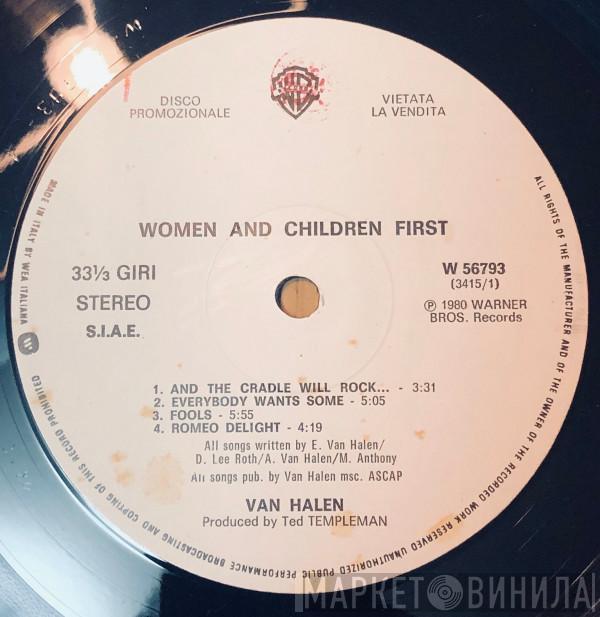 DISCO
PROMOZIONALE
VIETATA
LA VENDITA
WOMEN AND CHILDREN FIRST
33⅓ GIRI
STEREO
S.I.A.E.
W 56793
(3415/1)
℗ 1980 WARNER
BROS. Records
1. AND THE CRADLE WILL ROCK... - 3:31
2. EVERYBODY WANTS SOME - 5:05
3. FOOLS - 5:55
4. ROMEO DELIGHT - 4:19
All songs written by E. Van Halen/
D. Lee Roth/A. Van Halen/M. Anthony
All songs pub. by Van Halen msc. ASCAP
VAN HALEN
Produced by Ted TEMPLEMAN
MADE IN ITALY BY WEA ITALIANA
ALL RIGHTS OF THE MANUFACTURER AND OF THE OWNER OF THE RECORDED WORK RESERVED UNAUTHORIZED PUBLIC PERFORMANCE BROADCASTING AND COPYING OF THIS RECORD PROHIBITED
МАРКЕТ ВИНИЛА